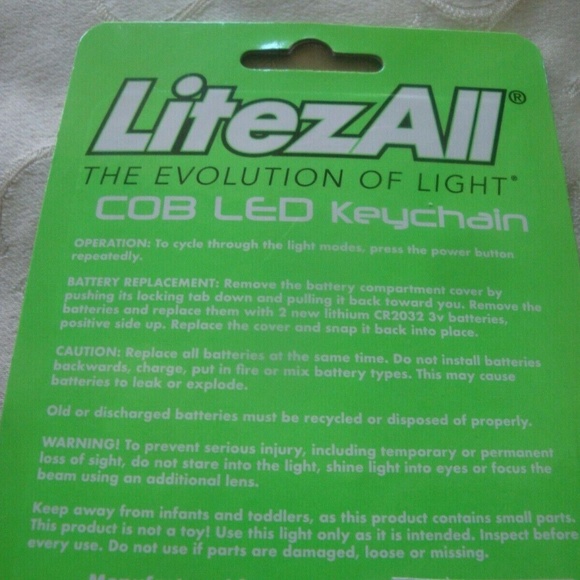 LitezAll®
THE EVOLUTION OF LIGHT®
COB LED Keychain
OPERATION: To cycle through the light modes, press the power button
repeatedly.
BATTERY REPLACEMENT: Remove the battery compartment cover by
pushing its locking tab down and pulling it back toward you. Remove the
batteries and replace them with 2 new lithium CR2032 3v batteries,
positive side up. Replace the cover and snap it back into place.
CAUTION: Replace all batteries at the same time. Do not install batteries
backwards, charge, put in fire or mix battery types. This may cause
batteries to leak or explode.
Old or discharged batteries must be recycled or disposed of properly.
WARNING! To prevent serious injury, including temporary or permanent
loss of sight, do not stare into the light, shine light into eyes or focus the
beam using an additional lens.
Keep away from infants and toddlers, as this product contains small parts.
This product is not a toy! Use this light only as it is intended. Inspect before
every use. Do not use if parts are damaged, loose or missing.